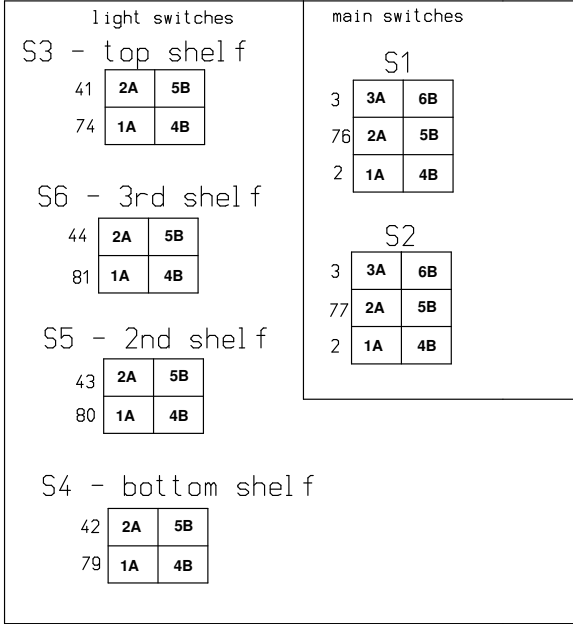 light switches
S3 - top shelf
41 2A 5B
74 1A 4B
S6 - 3rd shelf
44 2A 5B
81 1A 4B
S5 - 2nd shelf
43 2A 5B
80 1A 4B
S4 - bottom shelf
42 2A 5B
79 1A 4B
main switches
S1
3 3A 6B
76 2A 5B
2 1A 4B
S2
3 3A 6B
77 2A 5B
2 1A 4B